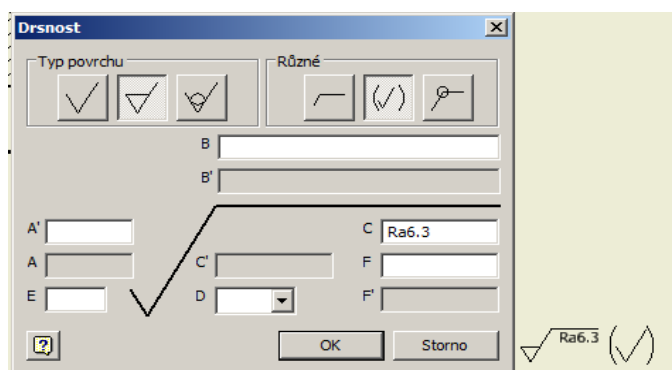 Drsnost
Typ povrchu
Různé
B
B'
A'
C Ra6.3
A
C'
F
E
D
F'
OK
Storno
Ra6.3